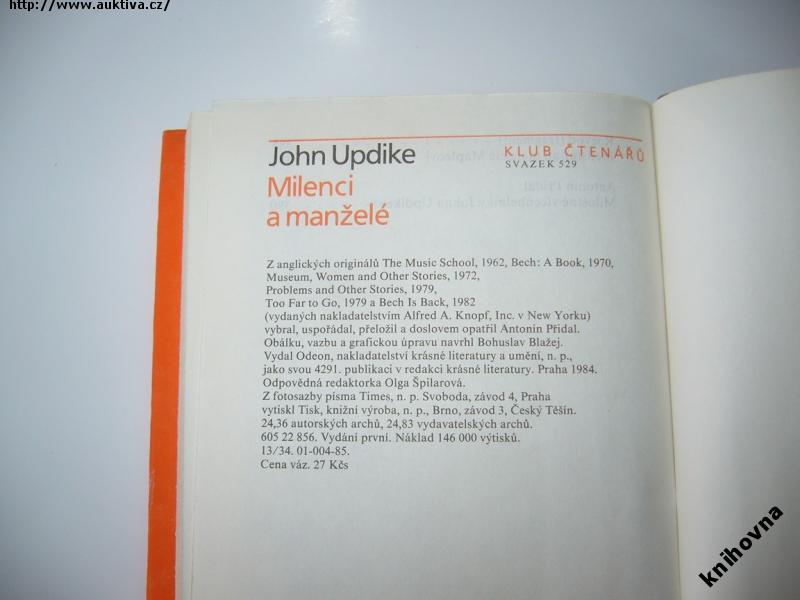 http://www.auktiva.cz/
John Updike
KLUB ČTENÁŘŮ
SVAZEK 529
Milenci
a manželé
Z anglických originálů The Music School, 1962, Bech: A Book, 1970,
Museum, Women and Other Stories, 1972,
Problems and Other Stories, 1979,
Too Far to Go, 1979 a Bech Is Back, 1982
(vydaných nakladatelstvím Alfred A. Knopf, Inc. v New Yorku)
vybral, uspořádal, přeložil a doslovem opatřil Antonín Přidal.
Obálku, vazbu a grafickou úpravu navrhl Bohuslav Blažej.
Vydal Odeon, nakladatelství krásné literatury a umění, n. p.,
jako svou 4291. publikaci v redakci krásné literatury. Praha 1984.
Odpovědná redaktorka Olga Špilarová.
Z fotosazby písma Times, n. p. Svoboda, závod 4, Praha
vytiskl Tisk, knižní výroba, n. p., Brno, závod 3, Český Těšín.
24,36 autorských archů, 24,83 vydavatelských archů.
605 22 856. Vydání první. Náklad 146 000 výtisků.
13/34. 01-004-85.
Cena váz. 27 Kčs
knihovna